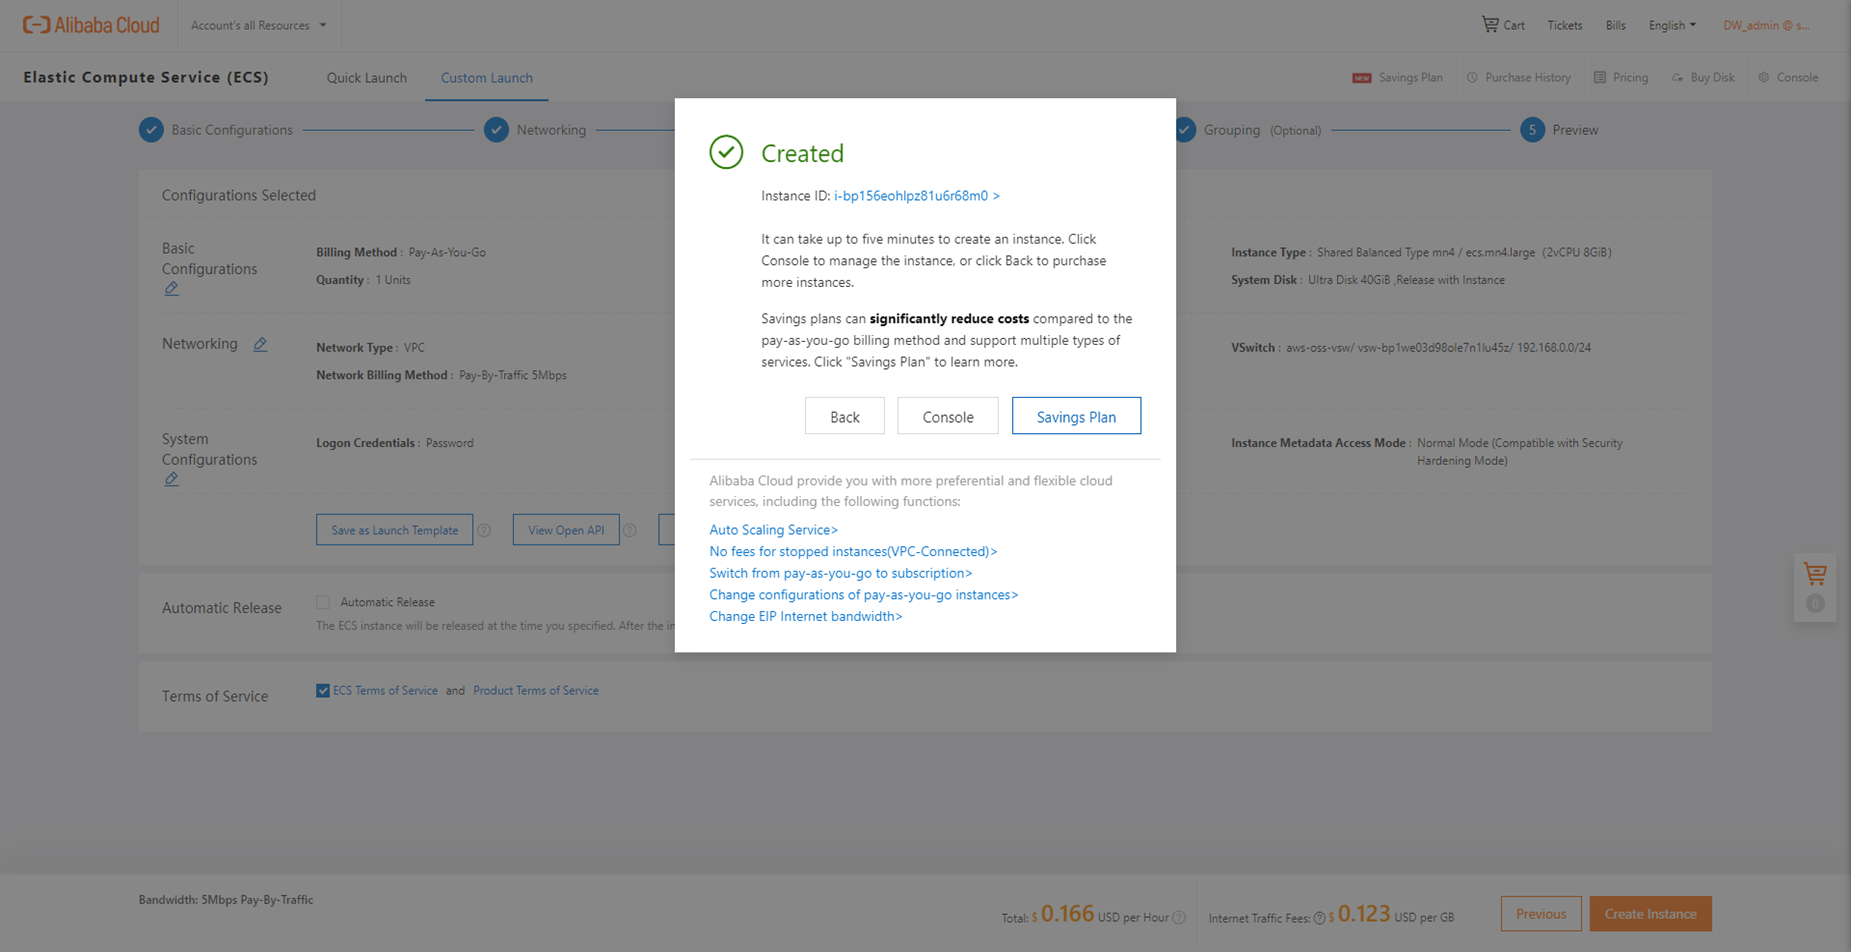 Alibaba Cloud
Account's all Resources
Cart
Tickets
Bills
English
DW_admin @ s...
Elastic Compute Service (ECS)
Quick Launch
Custom Launch
NEW Savings Plan
Purchase History
Pricing
Buy Disk
Console
Basic Configurations
Networking
Grouping (Optional)
5 Preview
Configurations Selected
Basic
Configurations
Billing Method : Pay-As-You-Go
Quantity : 1 Units
Instance Type : Shared Balanced Type mn4 / ecs.mn4.large (2vCPU 8GiB)
System Disk : Ultra Disk 40GiB ,Release with Instance
Networking
Network Type : VPC
Network Billing Method : Pay-By-Traffic 5Mbps
VSwitch : aws-oss-vsw/ vsw-bp1we03d98ole7n1lu45z/ 192.168.0.0/24
System
Configurations
Logon Credentials : Password
Instance Metadata Access Mode : Normal Mode (Compatible with Security
Hardening Mode)
Save as Launch Template
?
View Open API
?
Created
Instance ID: i-bp156eohlpz81u6r68m0 >
It can take up to five minutes to create an instance. Click
Console to manage the instance, or click Back to purchase
more instances.
Savings plans can significantly reduce costs compared to the
pay-as-you-go billing method and support multiple types of
services. Click "Savings Plan" to learn more.
Back
Console
Savings Plan
Alibaba Cloud provide you with more preferential and flexible cloud
services, including the following functions:
Auto Scaling Service>
No fees for stopped instances(VPC-Connected)>
Switch from pay-as-you-go to subscription>
Change configurations of pay-as-you-go instances>
Change EIP Internet bandwidth>
0
Automatic Release
Automatic Release
The ECS instance will be released at the time you specified. After the in
Terms of Service
ECS Terms of Service and Product Terms of Service
Bandwidth: 5Mbps Pay-By-Traffic
Total: $ 0.166 USD per Hour ?
Internet Traffic Fees: ? $ 0.123 USD per GB
Previous
Create Instance